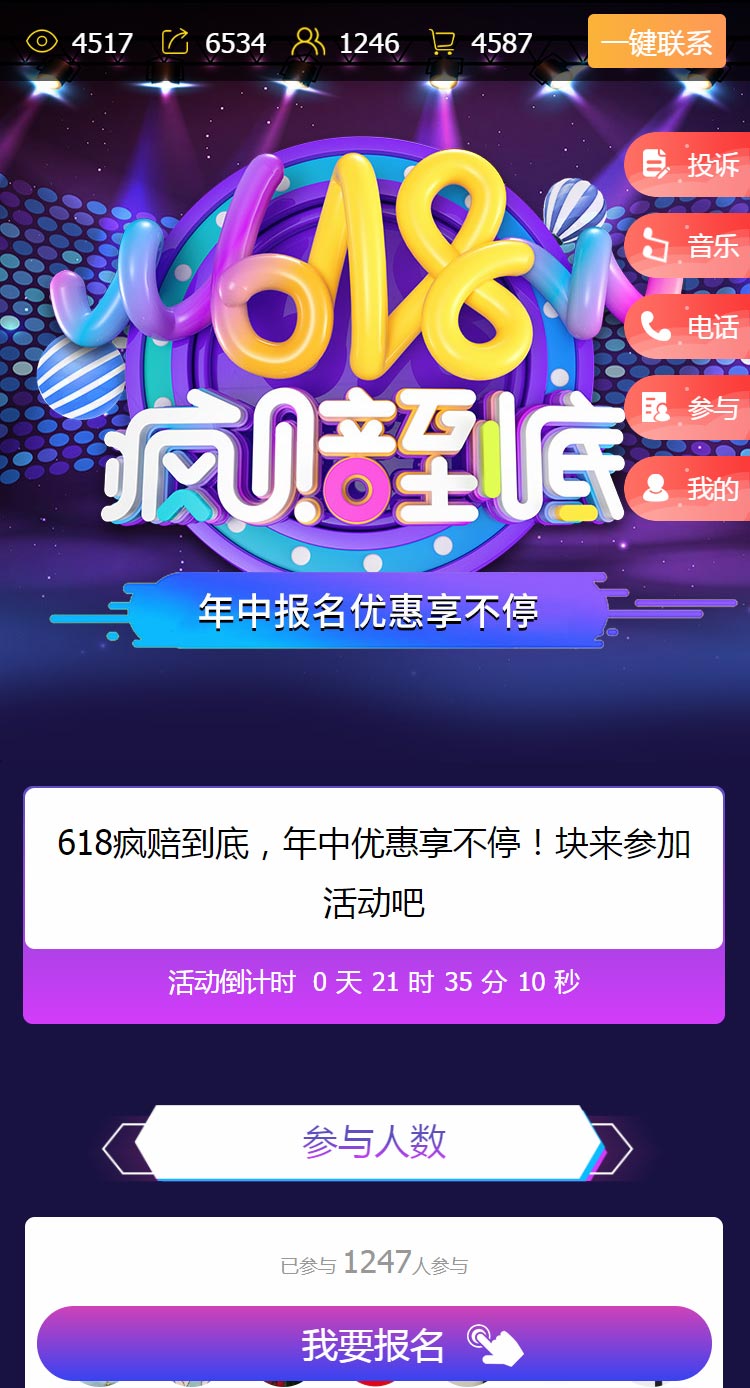 4517 6534 1246 4587 一键联系
投诉
音乐
电话
参与
我的
618
疯赔到底
年中报名优惠享不停
618疯赔到底，年中优惠享不停！块来参加
活动吧
活动倒计时 0 天 21 时 35 分 10 秒
参与人数
已参与 1247人参与
我要报名